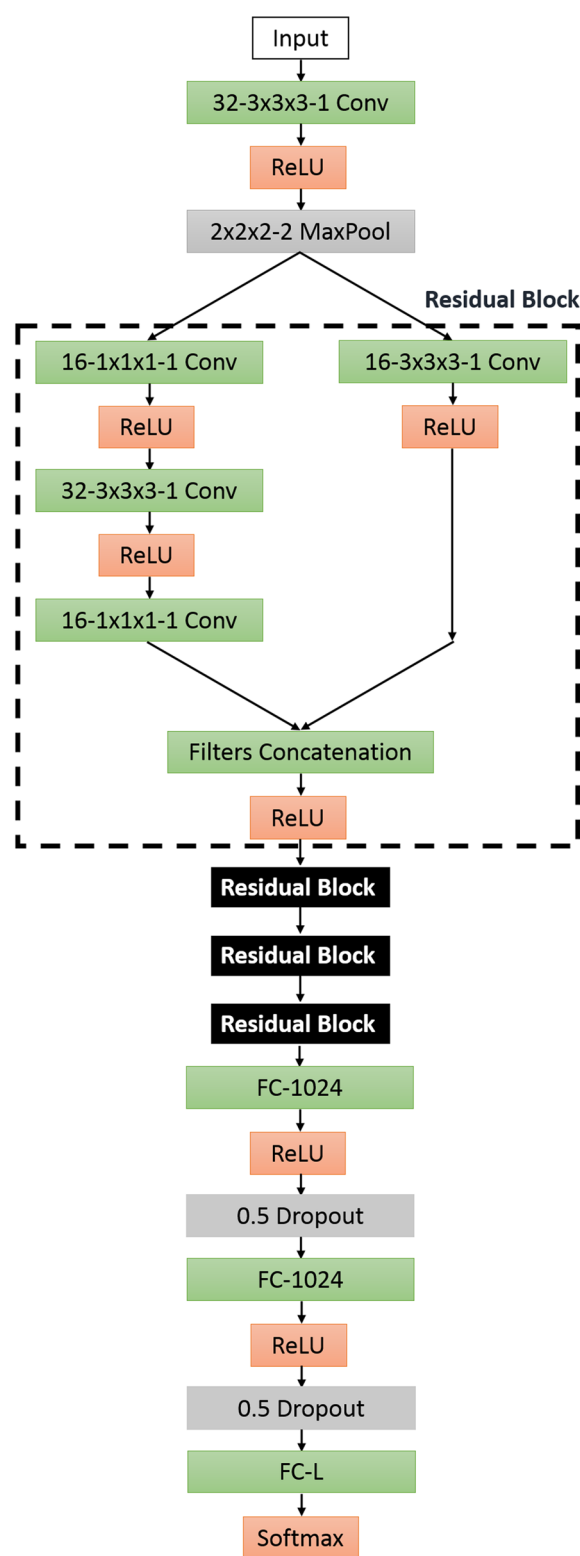 Input
32-3x3x3-1 Conv
ReLU
2x2x2-2 MaxPool
Residual Block
16-1x1x1-1 Conv
ReLU
32-3x3x3-1 Conv
ReLU
16-1x1x1-1 Conv
16-3x3x3-1 Conv
ReLU
Filters Concatenation
ReLU
Residual Block
Residual Block
Residual Block
FC-1024
ReLU
0.5 Dropout
FC-1024
ReLU
0.5 Dropout
FC-L
Softmax